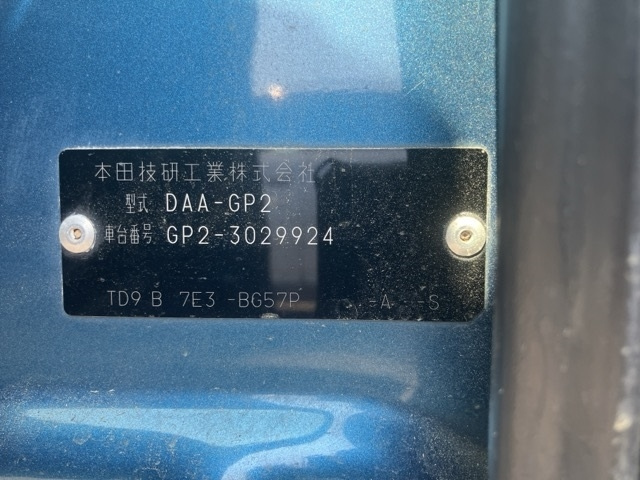 本田技研工業株式会社
型式 DAA-GP2
車台番号 GP2-3029924
TD9 B 7E3 -BG57P -A -S